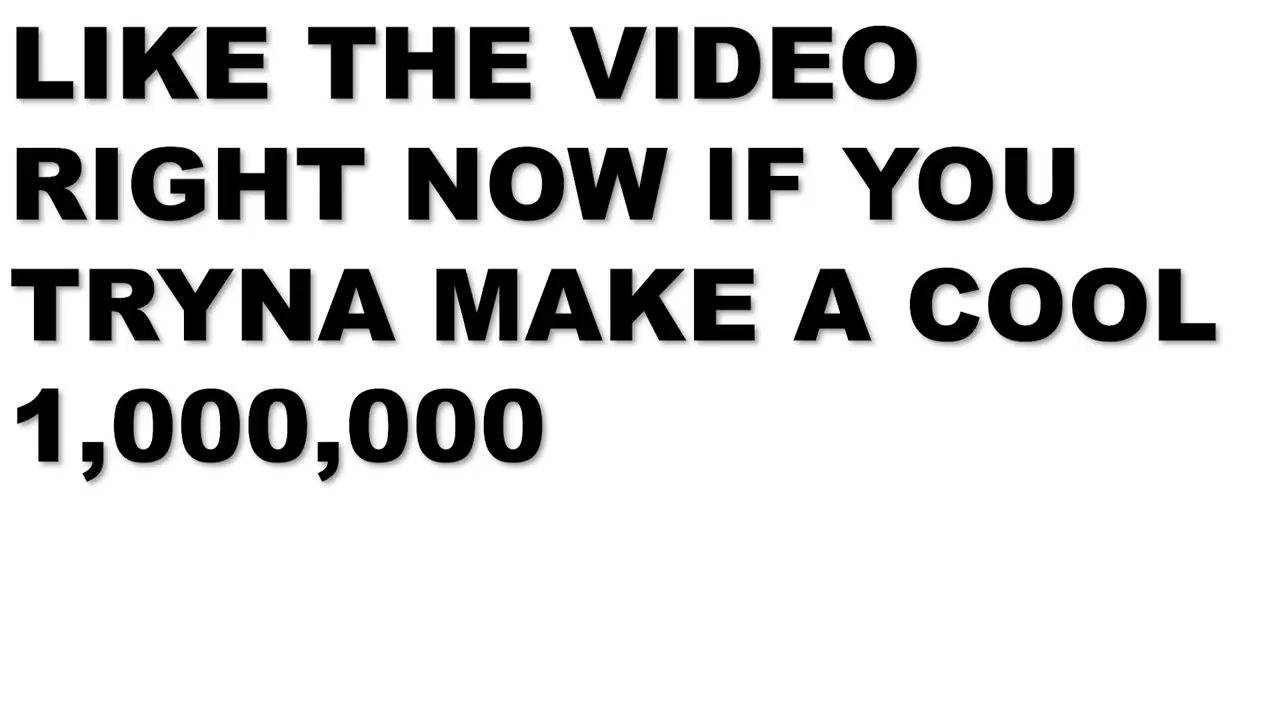 LIKE THE VIDEO
RIGHT NOW IF YOU
TRYNA MAKE A COOL
1,000,000